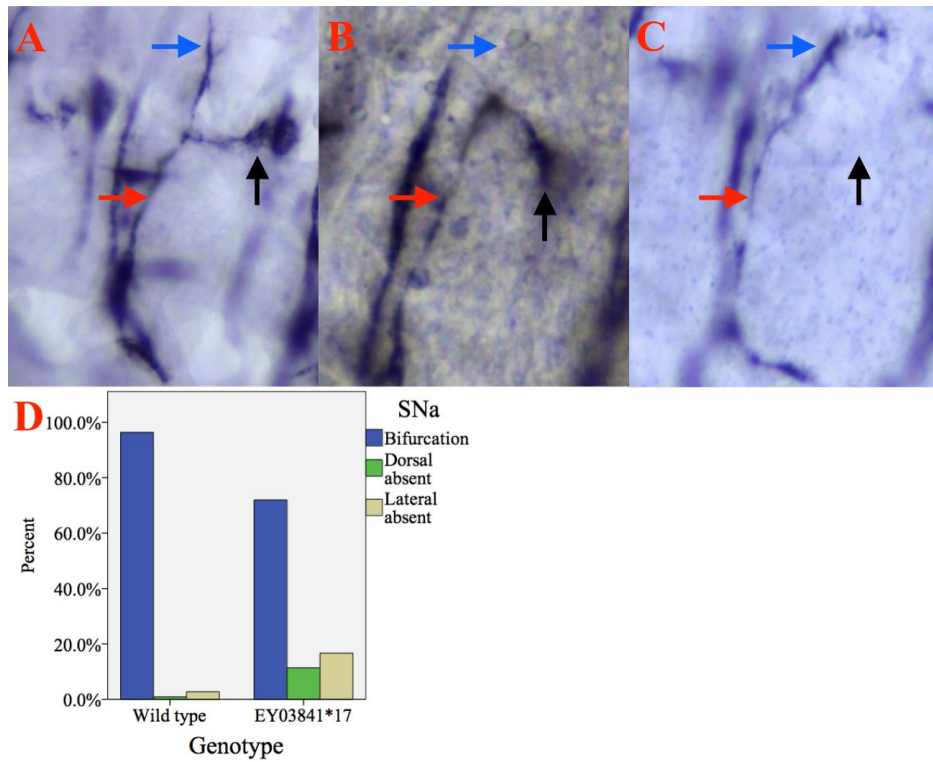 A B C
D
SNa
Bifurcation
Dorsal
absent
Lateral
absent
100.0%
80.0%
60.0%
40.0%
20.0%
0.0%
Percent
Wild type EY03841*17
Genotype